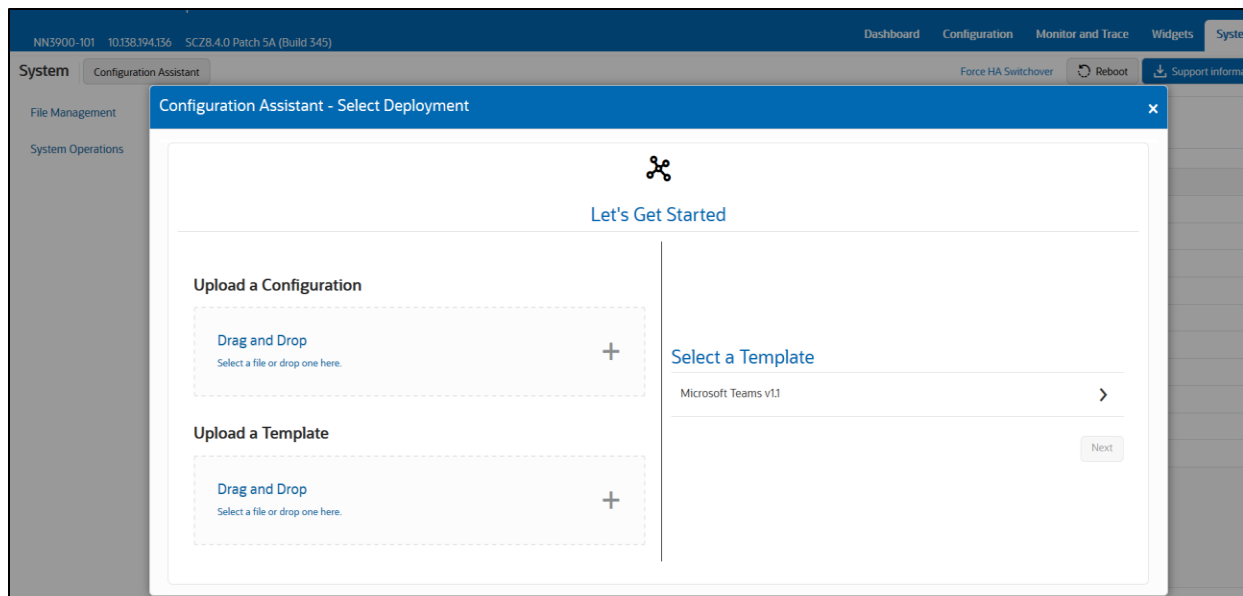 NN3900-101 10.138.194.136 SCZ8.4.0 Patch 5A (Build 345)
Dashboard Configuration Monitor and Trace Widgets Syste
System Configuration Assistant Force HA Switchover Reboot Support informa
File Management
System Operations
Configuration Assistant - Select Deployment
Let's Get Started
Upload a Configuration
Drag and Drop
Select a file or drop one here.
Select a Template
Microsoft Teams v1.1
Upload a Template
Next
Drag and Drop
Select a file or drop one here.